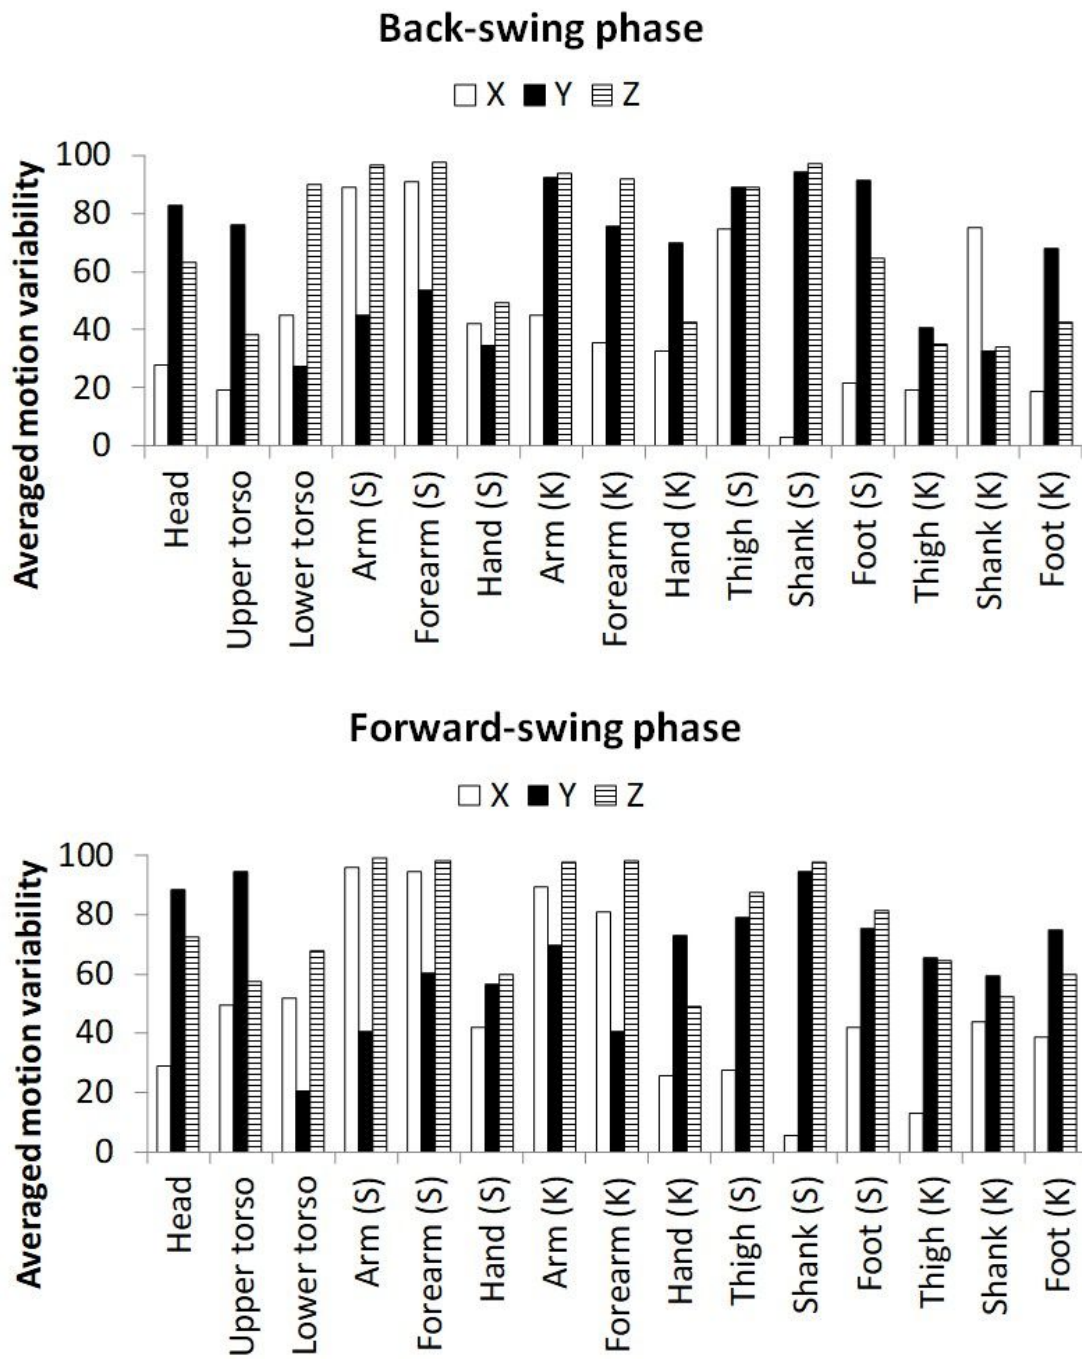 Back-swing phase
X Y Z
Averaged motion variability
100
80
60
40
20
0
Head
Upper torso
Lower torso
Arm (S)
Forearm (S)
Hand (S)
Arm (K)
Forearm (K)
Hand (K)
Thigh (S)
Shank (S)
Foot (S)
Thigh (K)
Shank (K)
Foot (K)
Forward-swing phase
X Y Z
Averaged motion variability
100
80
60
40
20
0
Head
Upper torso
Lower torso
Arm (S)
Forearm (S)
Hand (S)
Arm (K)
Forearm (K)
Hand (K)
Thigh (S)
Shank (S)
Foot (S)
Thigh (K)
Shank (K)
Foot (K)